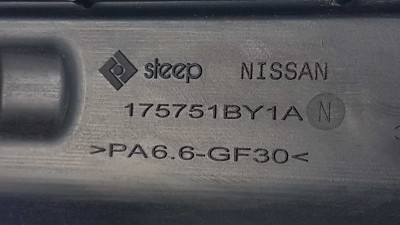 steep NISSAN
175751BY1A N
>PA6.6-GF30<